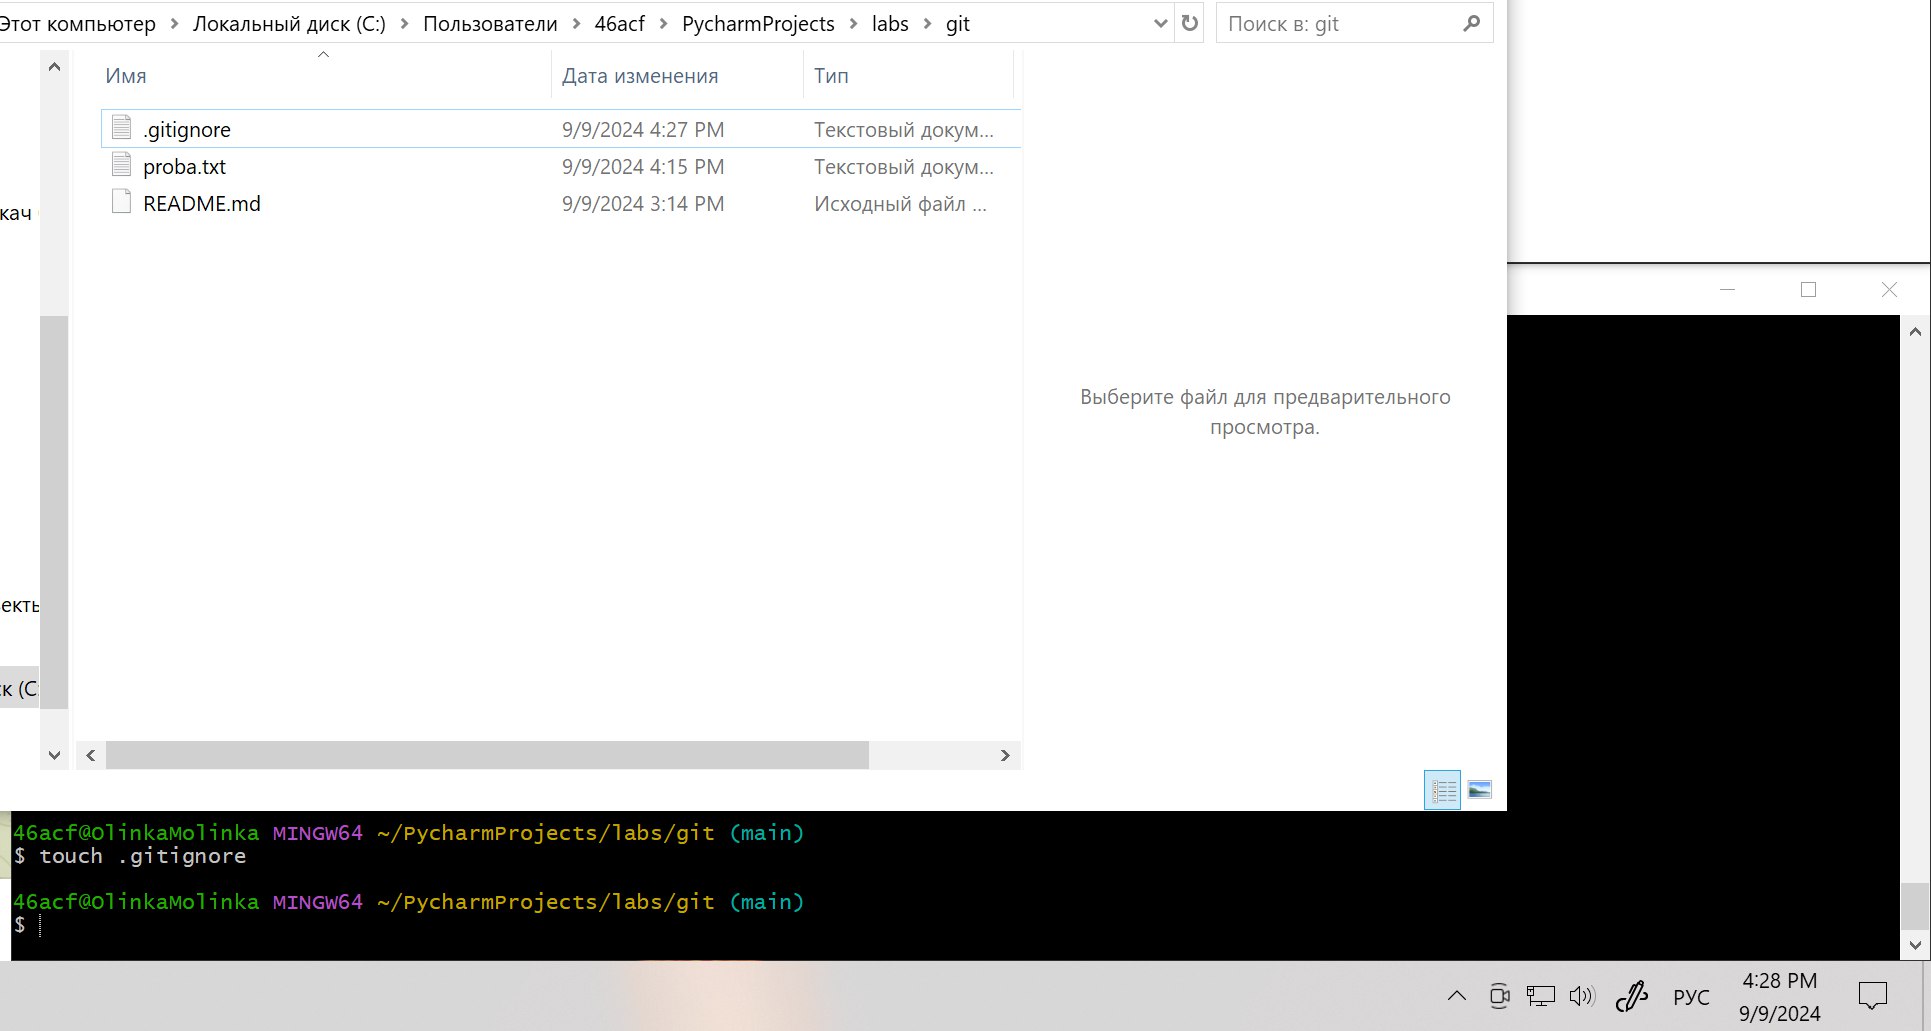 Этот компьютер > Локальный диск (C:) > Пользователи > 46acf > PycharmProjects > labs > git
Поиск в: git
Имя Дата изменения Тип
.gitignore 9/9/2024 4:27 PM Текстовый докум...
proba.txt 9/9/2024 4:15 PM Текстовый докум...
README.md 9/9/2024 3:14 PM Исходный файл ...
кач
екты
ск (C:
Выберите файл для предварительного
просмотра.
46acf@OlinkaMolinka MINGW64 ~/PycharmProjects/labs/git (main)
$ touch .gitignore
46acf@OlinkaMolinka MINGW64 ~/PycharmProjects/labs/git (main)
$
РУС
4:28 PM
9/9/2024